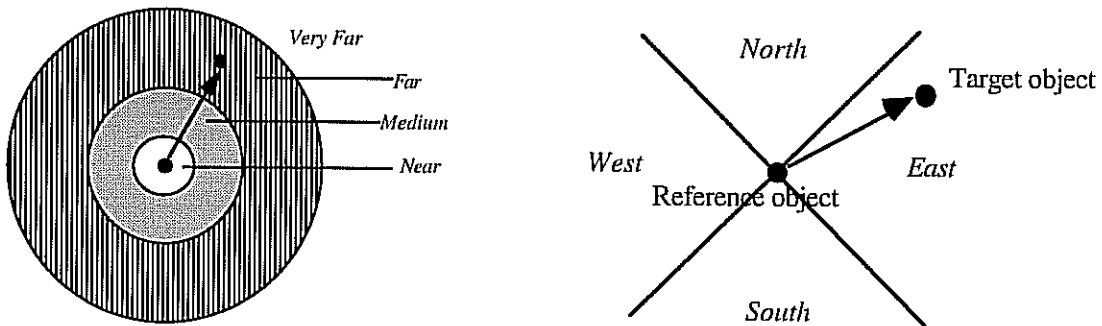 Very Far
Far
Medium
Near
North
Target object
West
East
Reference object
South